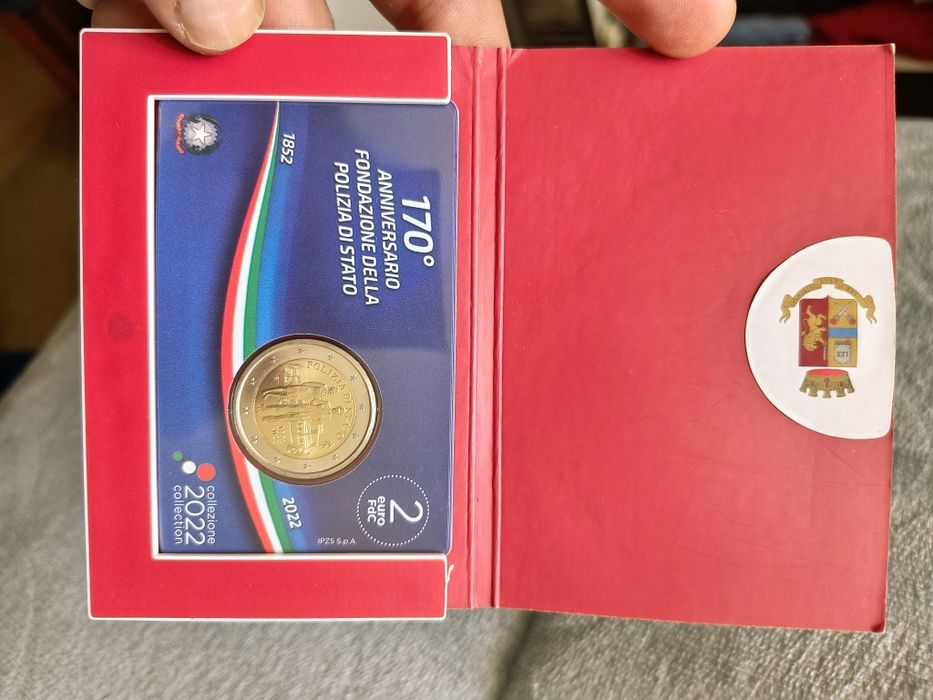 170°
ANNIVERSARIO
FONDAZIONE DELLA
POLIZIA DI STATO
1852
2022
POLIZIA DI STATO
2
euro
FdC
IPZS S.p.A.
collezione
2022
collection
LEX